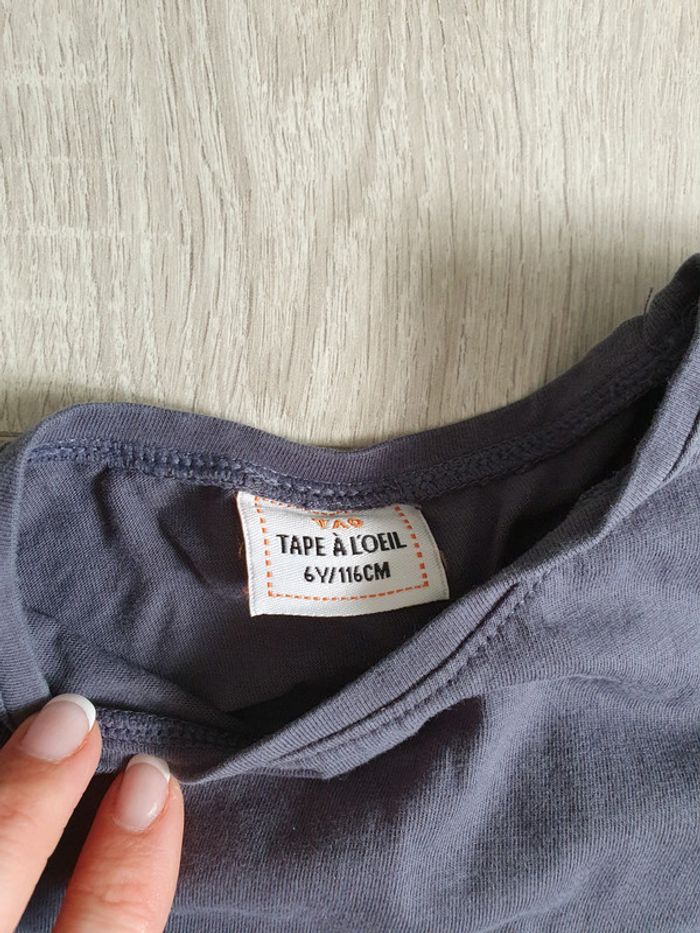 TAO
TAPE À L'OEIL
6Y/116CM